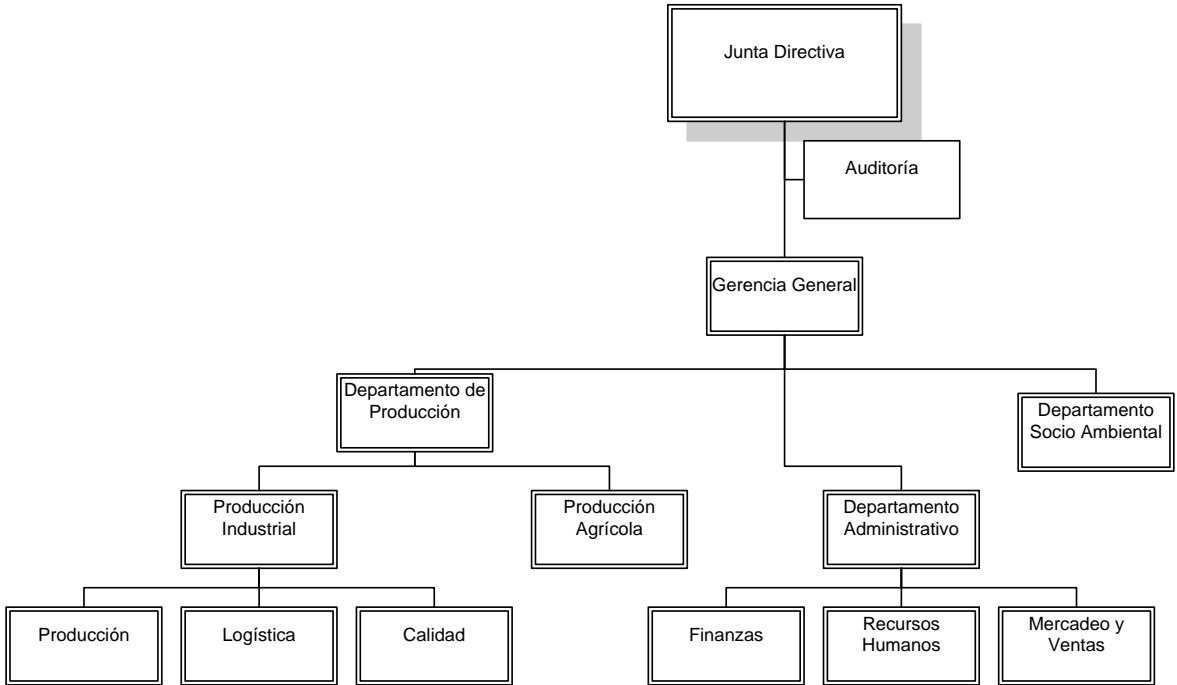 Junta Directiva
Auditoría
Gerencia General
Departamento de
Producción
Departamento
Socio Ambiental
Producción
Industrial
Producción
Agrícola
Departamento
Administrativo
Producción
Logística
Calidad
Finanzas
Recursos
Humanos
Mercadeo y
Ventas